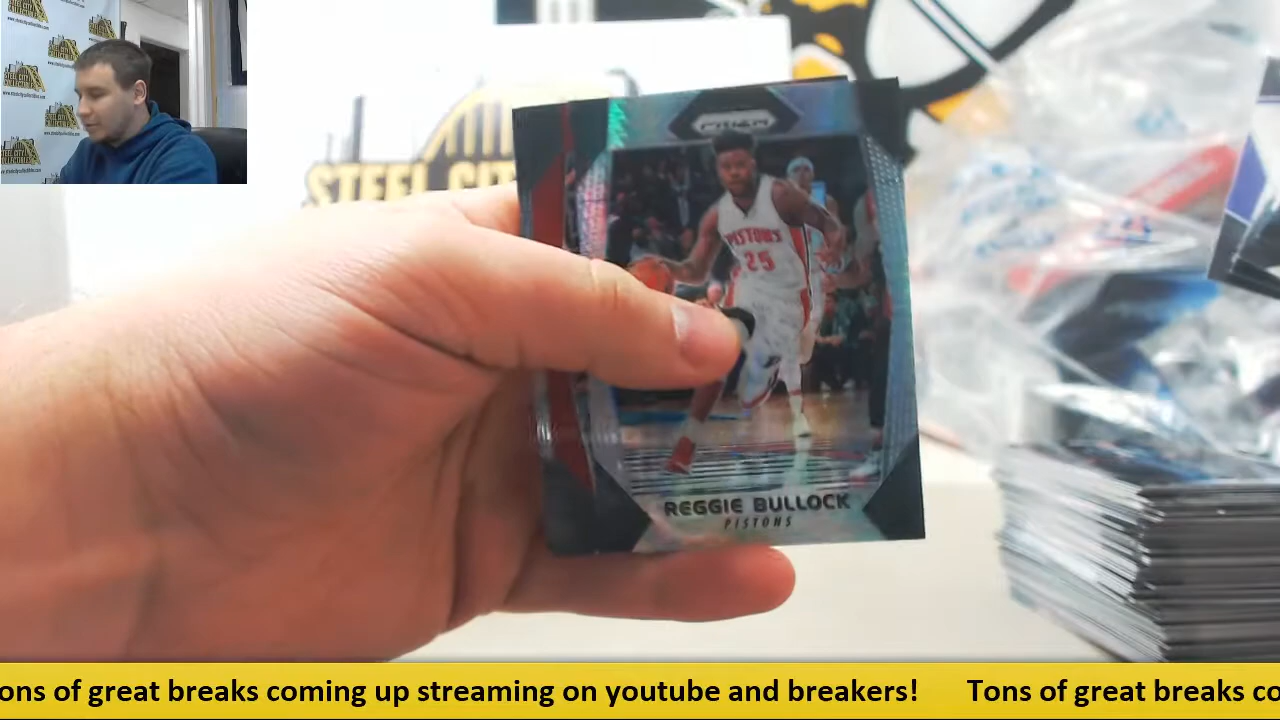 STEEL CIT
PRIZM
PISTONS
25
REGGIE BULLOCK
PISTONS
ons of great breaks coming up streaming on youtube and breakers! Tons of great breaks co